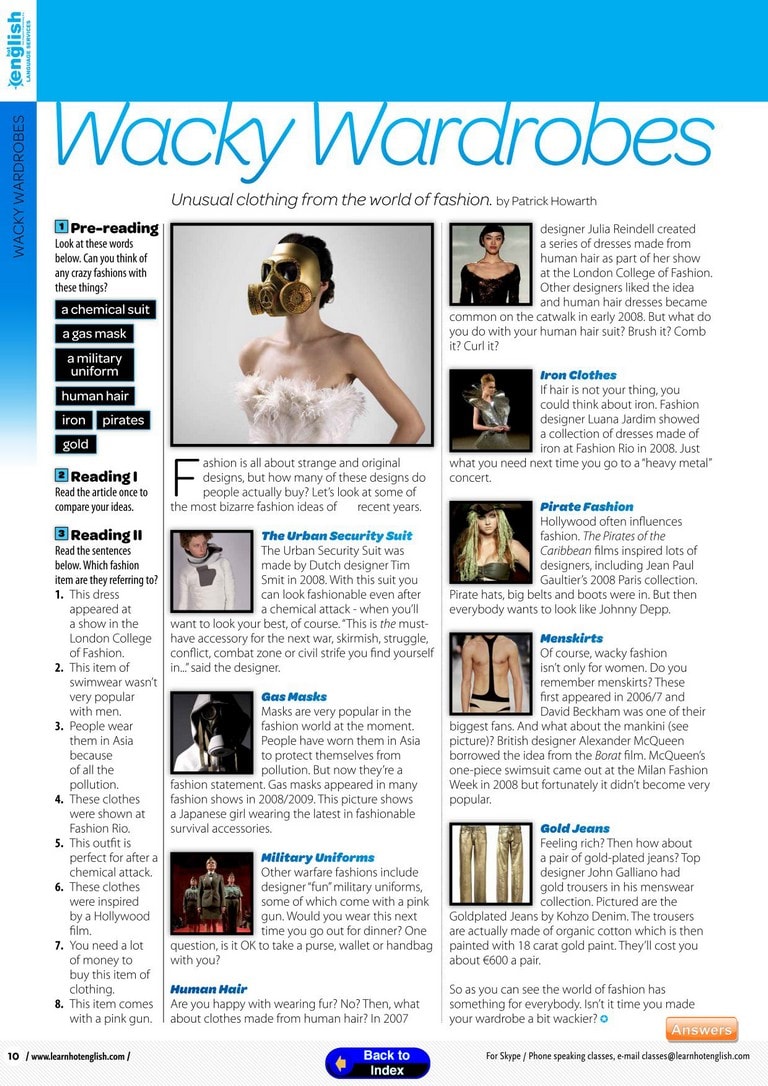 hot
english
LANGUAGE SERVICES
WACKY WARDROBES
Wacky Wardrobes
Unusual clothing from the world of fashion. by Patrick Howarth
1 Pre-reading
Look at these words
below. Can you think of
any crazy fashions with
these things?
a chemical suit
a gas mask
a military
uniform
human hair
iron pirates
gold
2 Reading I
Read the article once to
compare your ideas.
3 Reading II
Read the sentences
below. Which fashion
item are they referring to?
1. This dress
appeared at
a show in the
London College
of Fashion.
2. This item of
swimwear wasn't
very popular
with men.
3. People wear
them in Asia
because
of all the
pollution.
4. These clothes
were shown at
Fashion Rio.
5. This outfit is
perfect for after a
chemical attack.
6. These clothes
were inspired
by a Hollywood
film.
7. You need a lot
of money to
buy this item of
clothing.
8. This item comes
with a pink gun.
Fashion is all about strange and original
designs, but how many of these designs do
people actually buy? Let's look at some of
the most bizarre fashion ideas of recent years.
The Urban Security Suit
The Urban Security Suit was
made by Dutch designer Tim
Smit in 2008. With this suit you
can look fashionable even after
a chemical attack - when you'll
want to look your best, of course. "This is the must-
have accessory for the next war, skirmish, struggle,
conflict, combat zone or civil strife you find yourself
in..." said the designer.
Gas Masks
Masks are very popular in the
fashion world at the moment.
People have worn them in Asia
to protect themselves from
pollution. But now they're a
fashion statement. Gas masks appeared in many
fashion shows in 2008/2009. This picture shows
a Japanese girl wearing the latest in fashionable
survival accessories.
Military Uniforms
Other warfare fashions include
designer "fun" military uniforms,
some of which come with a pink
gun. Would you wear this next
time you go out for dinner? One
question, is it OK to take a purse, wallet or handbag
with you?
Human Hair
Are you happy with wearing fur? No? Then, what
about clothes made from human hair? In 2007
designer Julia Reindell created
a series of dresses made from
human hair as part of her show
at the London College of Fashion.
Other designers liked the idea
and human hair dresses became
common on the catwalk in early 2008. But what do
you do with your human hair suit? Brush it? Comb
it? Curl it?
Iron Clothes
If hair is not your thing, you
could think about iron. Fashion
designer Luana Jardim showed
a collection of dresses made of
iron at Fashion Rio in 2008. Just
what you need next time you go to a "heavy metal"
concert.
Pirate Fashion
Hollywood often influences
fashion. The Pirates of the
Caribbean films inspired lots of
designers, including Jean Paul
Gaultier's 2008 Paris collection.
Pirate hats, big belts and boots were in. But then
everybody wants to look like Johnny Depp.
Menskirts
Of course, wacky fashion
isn't only for women. Do you
remember menskirts? These
first appeared in 2006/7 and
David Beckham was one of their
biggest fans. And what about the mankini (see
picture)? British designer Alexander McQueen
borrowed the idea from the Borat film. McQueen's
one-piece swimsuit came out at the Milan Fashion
Week in 2008 but fortunately it didn't become very
popular.
Gold Jeans
Feeling rich? Then how about
a pair of gold-plated jeans? Top
designer John Galliano had
gold trousers in his menswear
collection. Pictured are the
Goldplated Jeans by Kohzo Denim. The trousers
are actually made of organic cotton which is then
painted with 18 carat gold paint. They'll cost you
about €600 a pair.
So as you can see the world of fashion has
something for everybody. Isn't it time you made
your wardrobe a bit wackier?
Answers
10 / www.learnhotenglish.com /
Back to
Index
For Skype / Phone speaking classes, e-mail classes@learnhotenglish.com